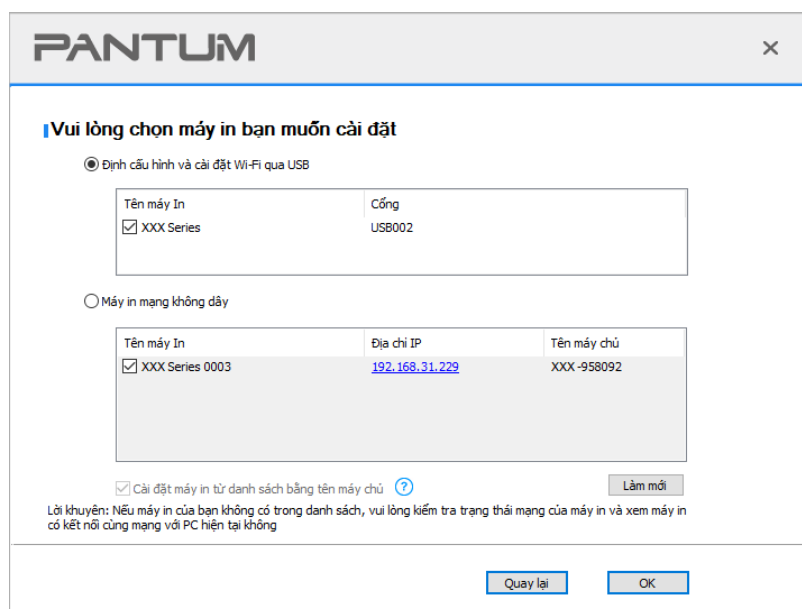 PANTUM
Vui lòng chọn máy in bạn muốn cài đặt
Định cấu hình và cài đặt Wi-Fi qua USB
Tên máy In Cổng
XXX Series USB002
Máy in mạng không dây
Tên máy In Địa chỉ IP Tên máy chủ
XXX Series 0003 192.168.31.229 XXX-958092
Cài đặt máy in từ danh sách bằng tên máy chủ ? Làm mới
Lời khuyên: Nếu máy in của bạn không có trong danh sách, vui lòng kiểm tra trạng thái mạng của máy in và xem máy in
có kết nối cùng mạng với PC hiện tại không
Quay lại OK